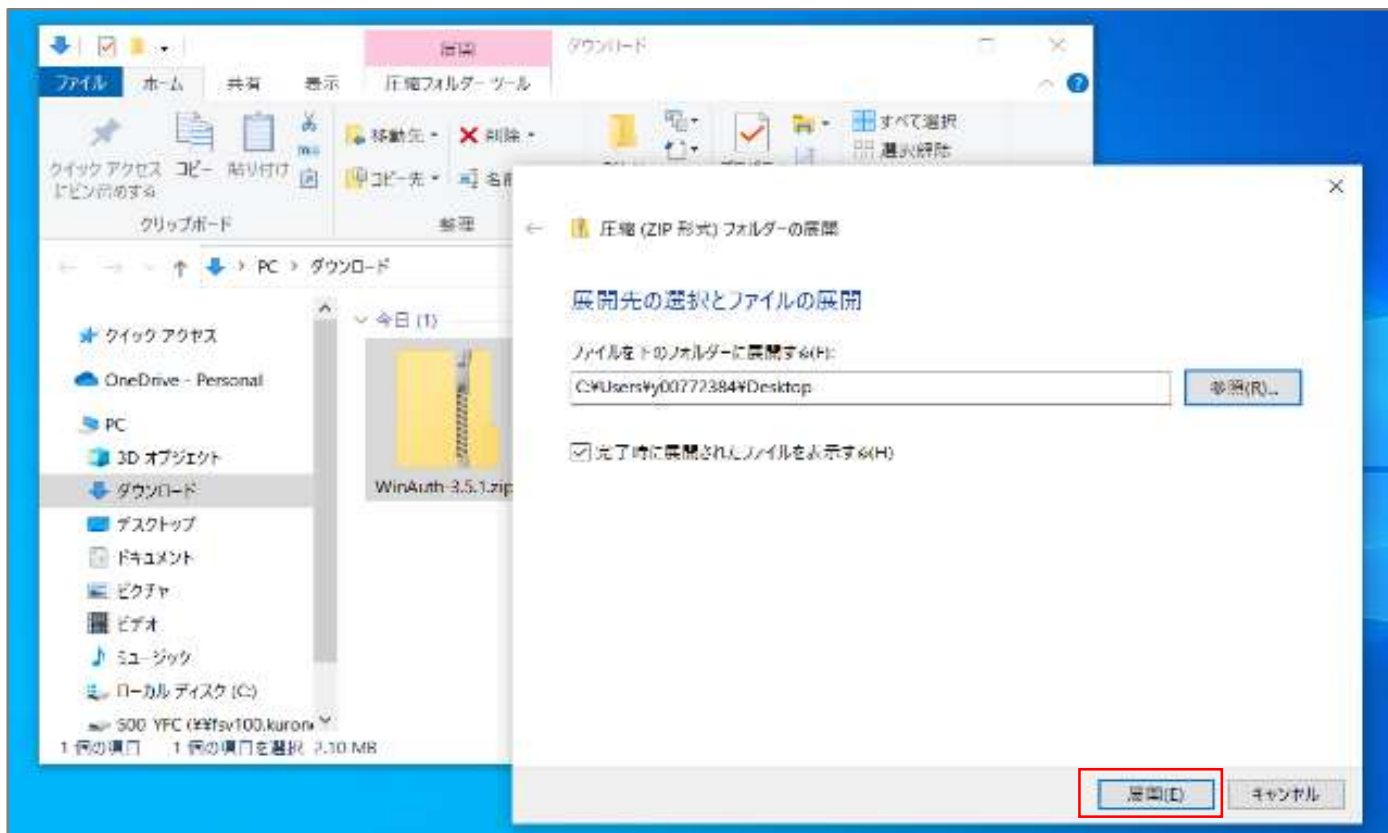 展開
ダウンロード
ファイル
ホーム
共有
表示
圧縮フォルダー ツール
クイック アクセス
にピン留めする
コピー
貼り付け
移動先
削除
コピー先
すべて選択
選択解除
クリップボード
整理
PC > ダウンロード
クイック アクセス
OneDrive - Personal
PC
3D オブジェクト
ダウンロード
デスクトップ
ドキュメント
ピクチャ
ビデオ
ミュージック
ローカル ディスク (C:)
今日 (1)
WinAuth-3.5.1.zip
1 個の項目
1 個の項目を選択 2.10 MB
圧縮 (ZIP 形式) フォルダーの展開
展開先の選択とファイルの展開
ファイルを下のフォルダーに展開する(F):
C:¥Users¥y00772384¥Desktop
参照(R)...
完了時に展開されたファイルを表示する(H)
展開(E)
キャンセル